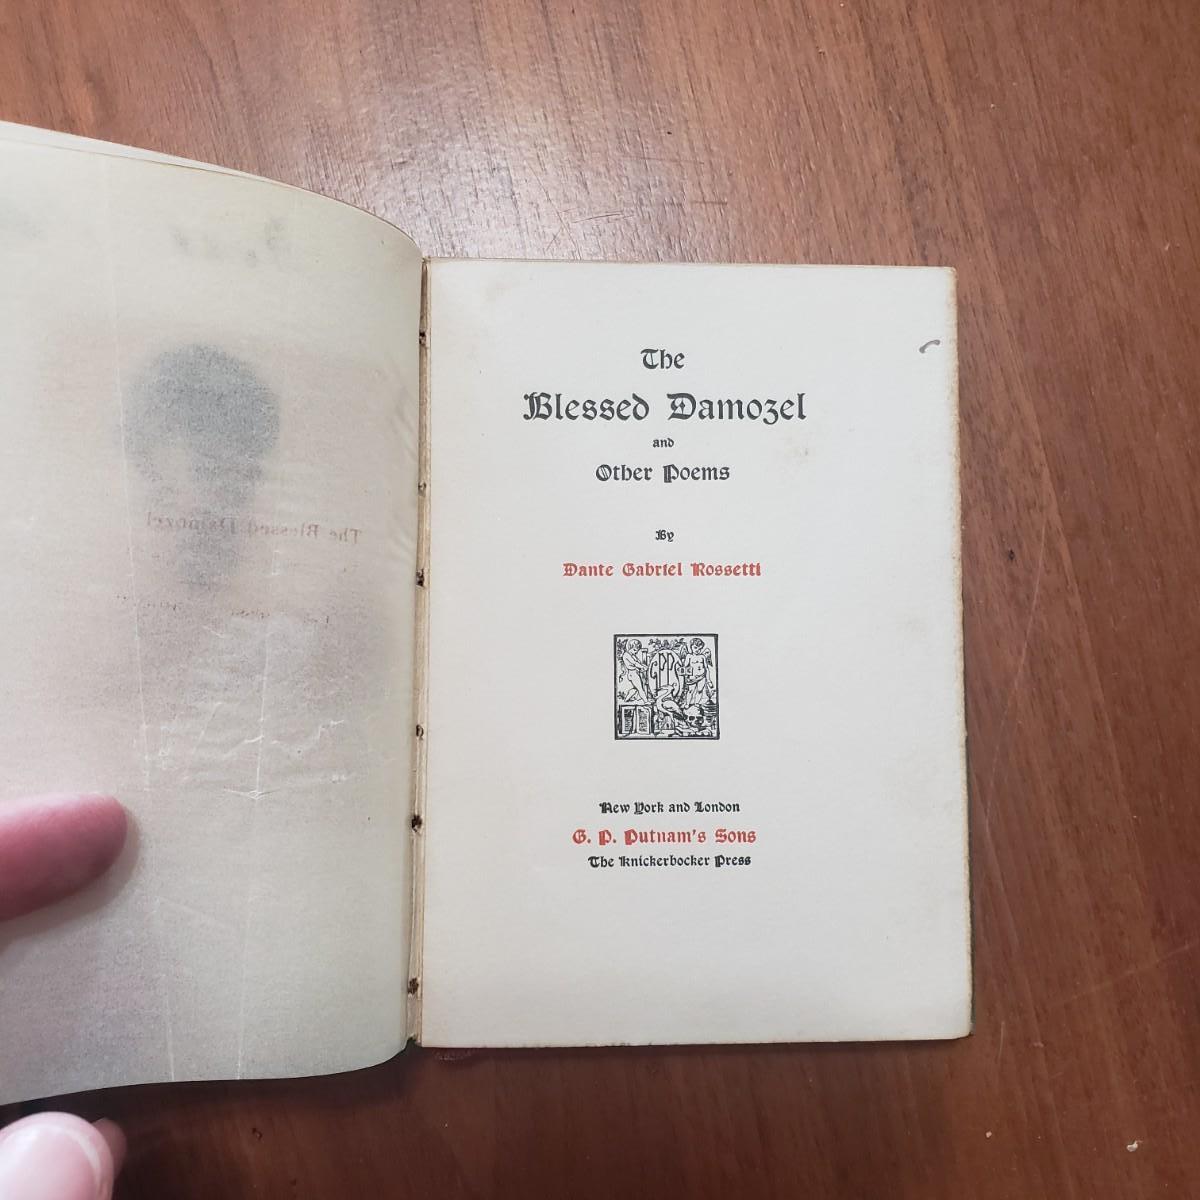 The
Blessed Damozel
and
Other Poems
By
Dante Gabriel Rossetti
GPPS
New York and London
G. P. Putnam's Sons
The Knickerbocker Press